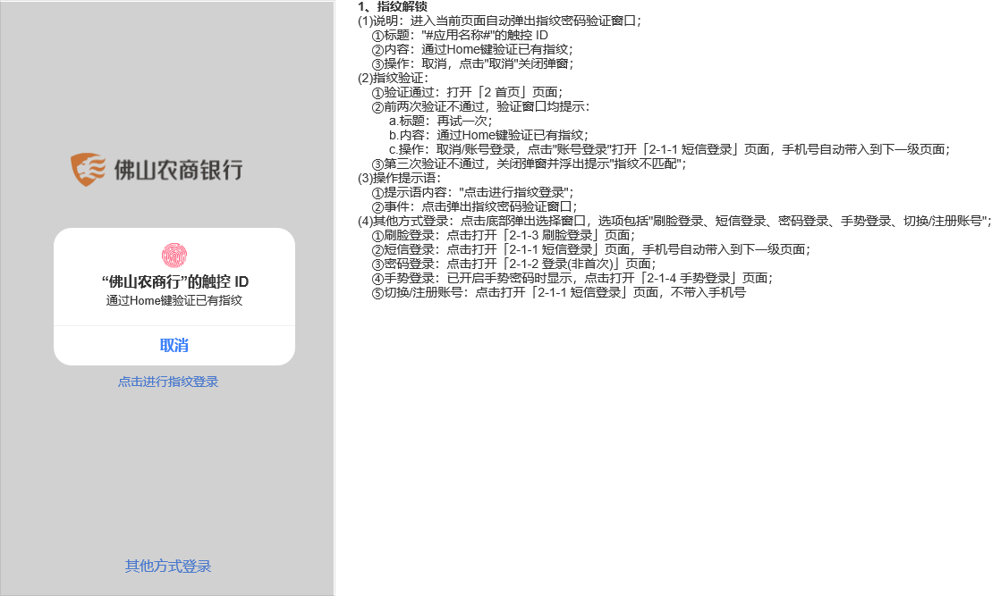 佛山农商银行
“佛山农商行”的触控 ID
通过Home键验证已有指纹
取消
点击进行指纹登录
其他方式登录
1、指纹解锁
(1)说明：进入当前页面自动弹出指纹密码验证窗口；
①标题："#应用名称#"的触控 ID
②内容：通过Home键验证已有指纹；
③操作：取消，点击"取消"关闭弹窗；
(2)指纹验证：
①验证通过：打开「2 首页」页面；
②前两次验证不通过，验证窗口均提示：
a.标题：再试一次；
b.内容：通过Home键验证已有指纹；
c.操作：取消/账号登录，点击"账号登录"打开「2-1-1 短信登录」页面，手机号自动带入到下一级页面；
③第三次验证不通过，关闭弹窗并浮出提示"指纹不匹配"；
(3)操作提示语：
①提示语内容："点击进行指纹登录"；
②事件：点击弹出指纹密码验证窗口；
(4)其他方式登录：点击底部弹出选择窗口，选项包括"刷脸登录、短信登录、密码登录、手势登录、切换/注册账号"；
①刷脸登录：点击打开「2-1-3 刷脸登录」页面；
②短信登录：点击打开「2-1-1 短信登录」页面，手机号自动带入到下一级页面；
③密码登录：点击打开「2-1-2 登录(非首次)」页面；
④手势登录：已开启手势密码时显示，点击打开「2-1-4 手势登录」页面；
⑤切换/注册账号：点击打开「2-1-1 短信登录」页面，不带入手机号